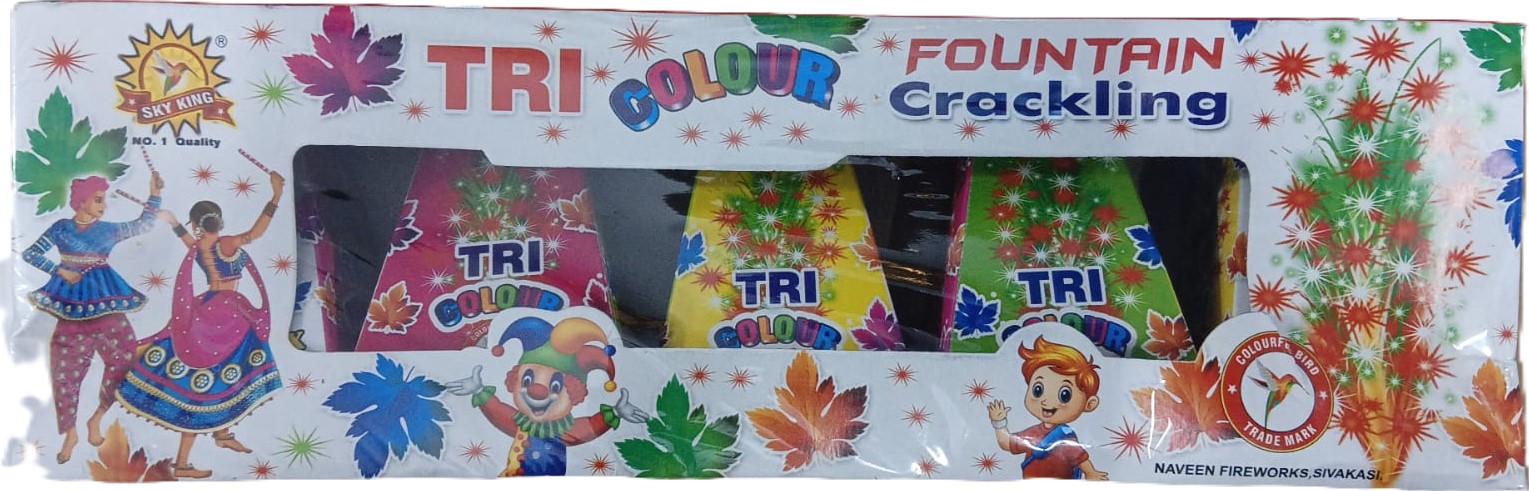 SKY KING
®
NO. 1 Quality
TRI COLOUR
FOUNTAIN
Crackling
TRI
COLOUR
TRI
COLOUR
TRI
COLOUR
BIRD
TRADE MARK
NAVEEN FIREWORKS,SIVAKASI.